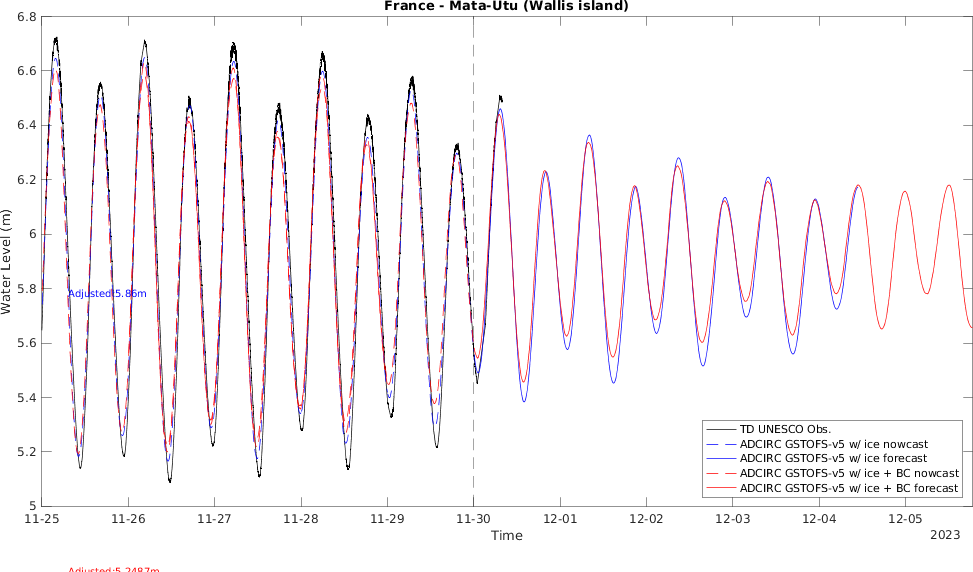 France - Mata-Utu (Wallis island)
6.8
6.6
6.4
6.2
6
5.8
5.6
5.4
5.2
5
Water Level (m)
Adjusted:5.86m
TD UNESCO Obs.
ADCIRC GSTOFS-v5 w/ ice nowcast
ADCIRC GSTOFS-v5 w/ ice forecast
ADCIRC GSTOFS-v5 w/ ice + BC nowcast
ADCIRC GSTOFS-v5 w/ ice + BC forecast
11-25 11-26 11-27 11-28 11-29 11-30 12-01 12-02 12-03 12-04 12-05
Time
2023
Adjusted:5.2487m